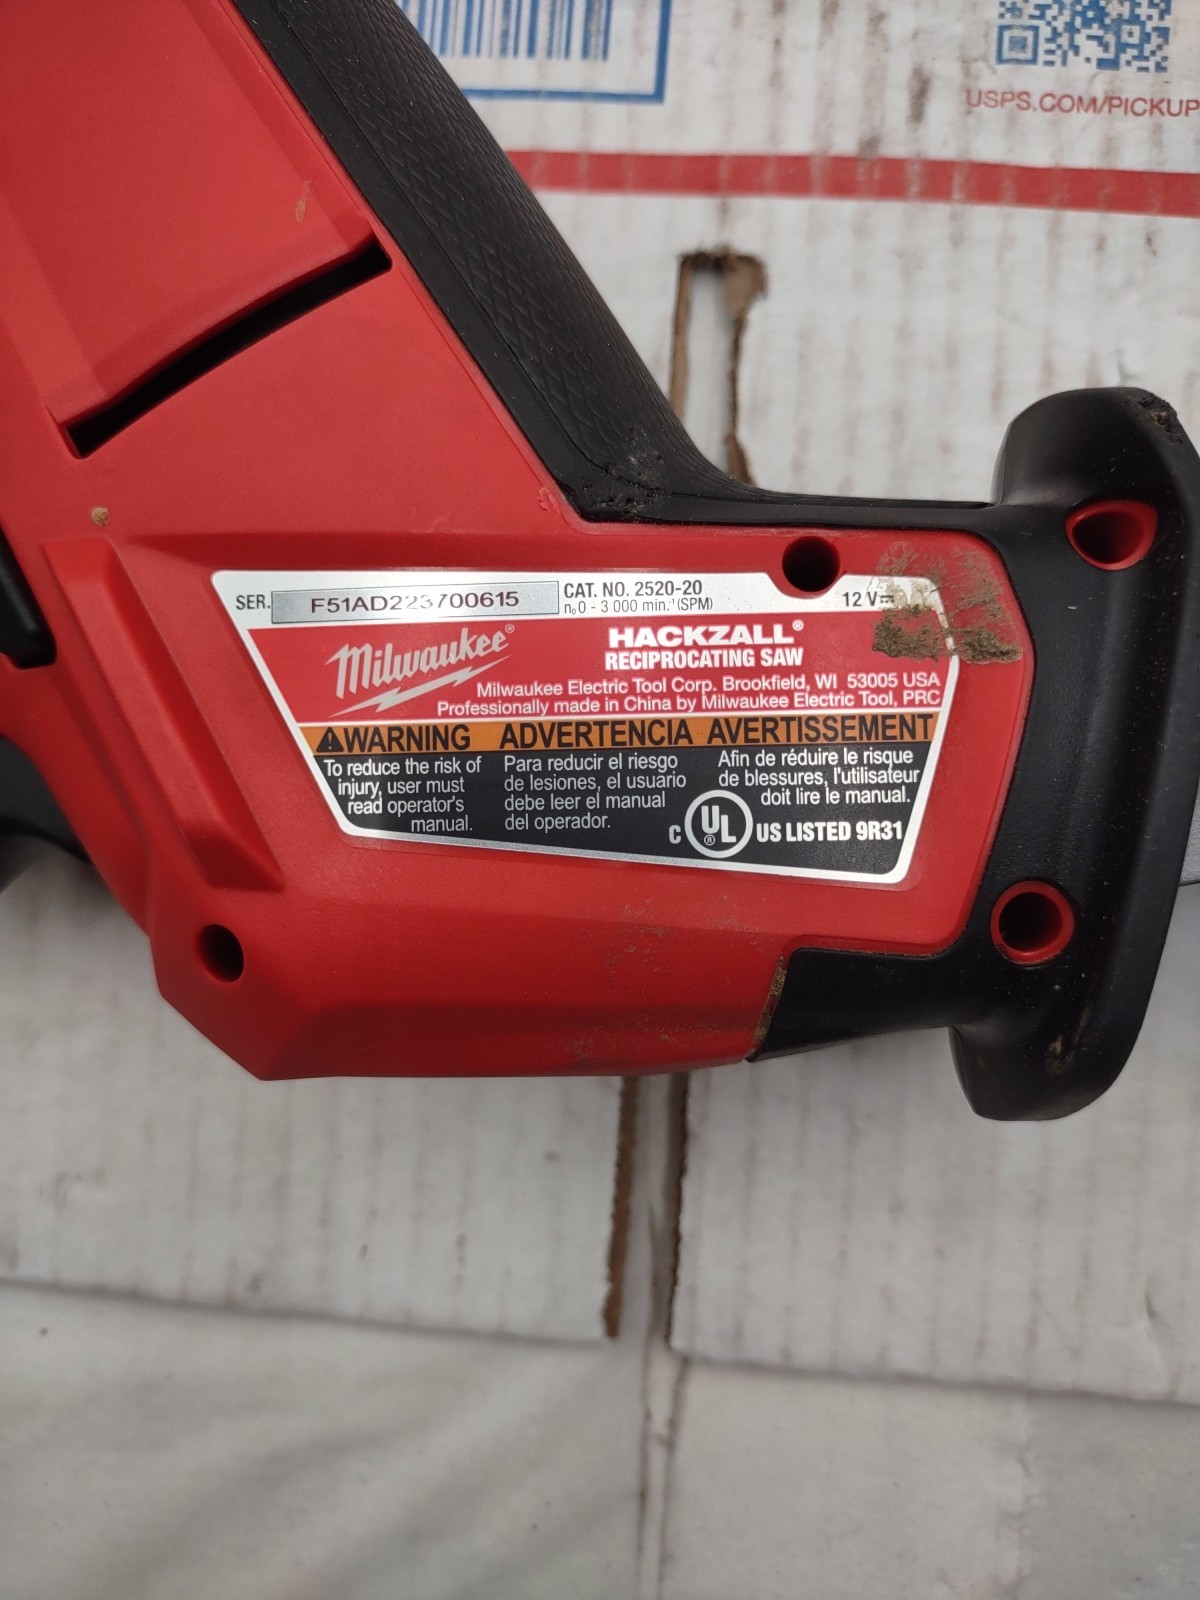 USPS.COM/PICKUP
SER. F51AD223700615
CAT. NO. 2520-20
n₀0 - 3 000 min.⁻¹(SPM)
12 V⎓
Milwaukee®
HACKZALL®
RECIPROCATING SAW
Milwaukee Electric Tool Corp. Brookfield, WI 53005 USA
Professionally made in China by Milwaukee Electric Tool, PRC
⚠WARNING
To reduce the risk of
injury, user must
read operator's
manual.
ADVERTENCIA
Para reducir el riesgo
de lesiones, el usuario
debe leer el manual
del operador.
AVERTISSEMENT
Afin de réduire le risque
de blessures, l'utilisateur
doit lire le manual.
C UL® US LISTED 9R31